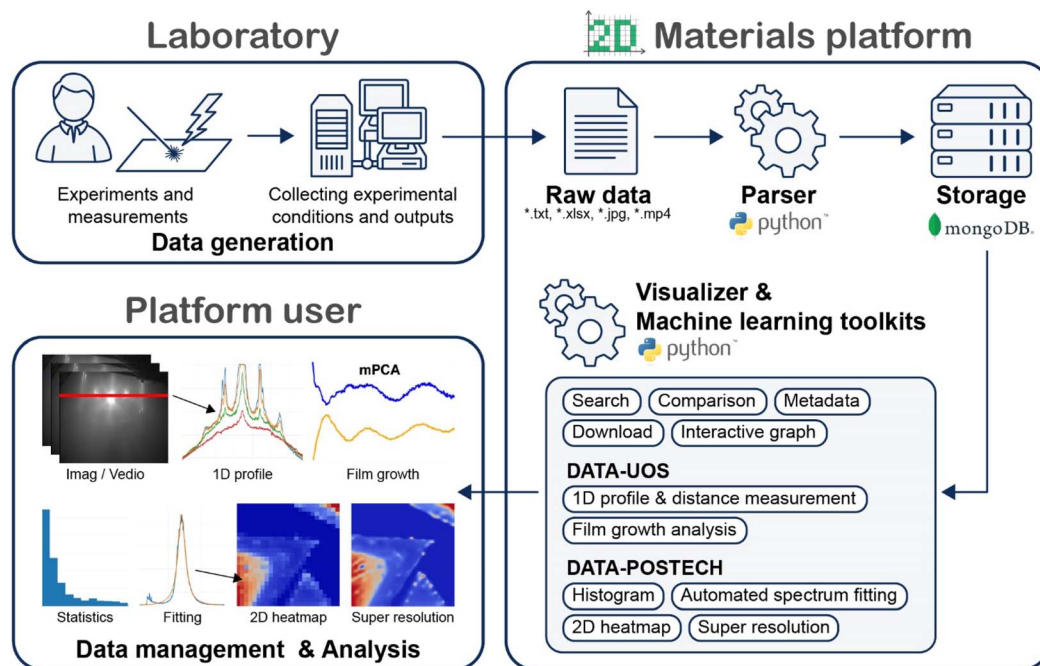 Laboratory
Experiments and
measurements
Collecting experimental
conditions and outputs
Data generation
2D Materials platform
Raw data
*.txt, *.xlsx, *.jpg, *.mp4
Parser
python™
Storage
mongoDB®
Visualizer &
Machine learning toolkits
python™
Search
Comparison
Metadata
Download
Interactive graph
DATA-UOS
1D profile & distance measurement
Film growth analysis
DATA-POSTECH
Histogram
Automated spectrum fitting
2D heatmap
Super resolution
Platform user
mPCA
Imag / Vedio
1D profile
Film growth
Statistics
Fitting
2D heatmap
Super resolution
Data management & Analysis